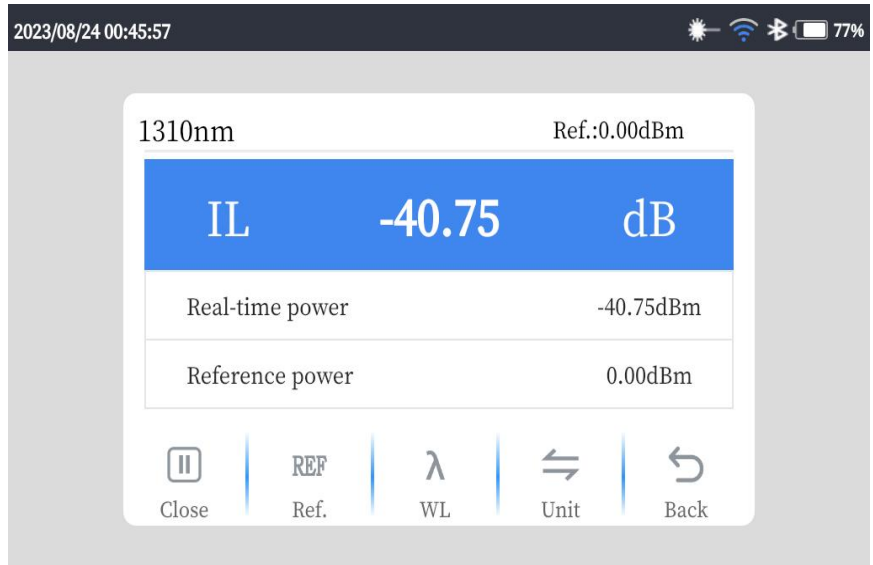 2023/08/24 00:45:57 77%
1310nm Ref.:0.00dBm
IL -40.75 dB
Real-time power -40.75dBm
Reference power 0.00dBm
REF λ
Close Ref. WL Unit Back